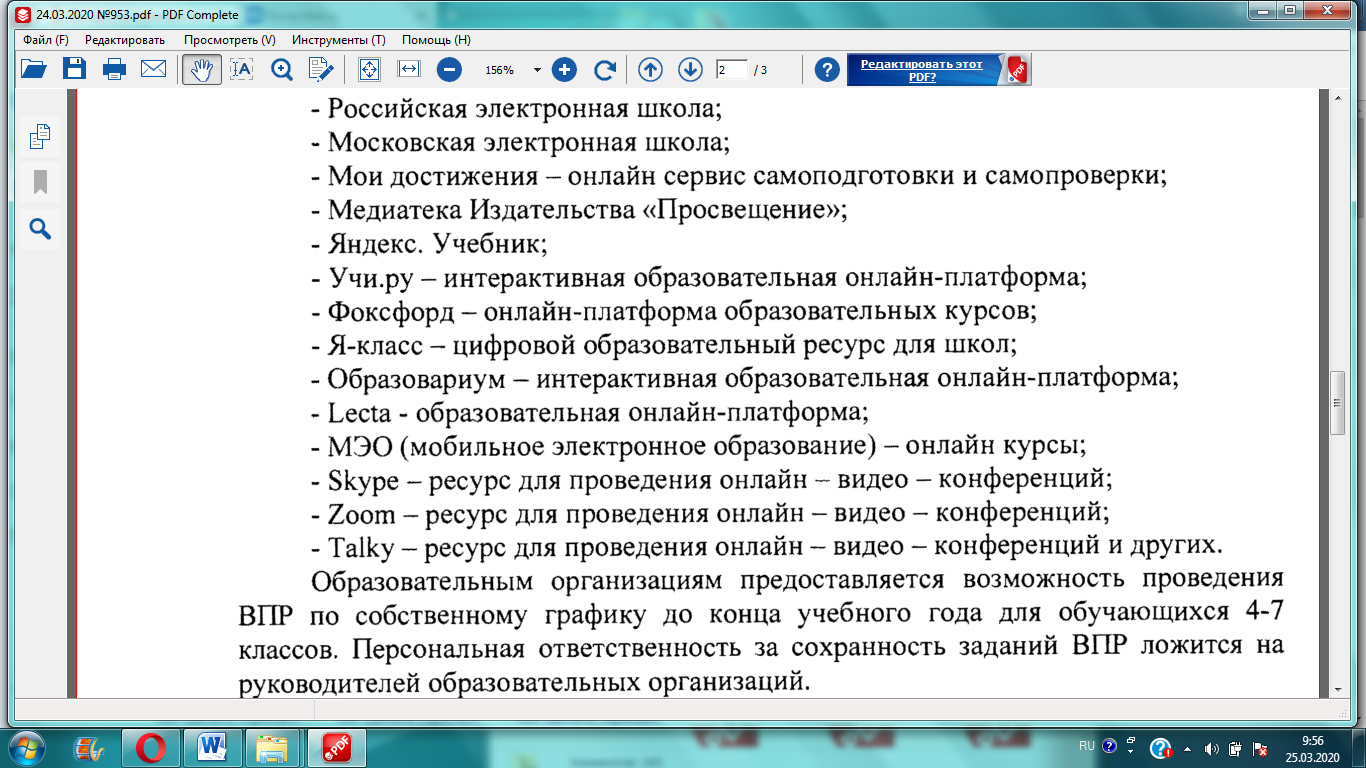 24.03.2020 №953.pdf - PDF Complete
Файл (F) Редактировать Просмотреть (V) Инструменты (T) Помощь (H)
156% 2 / 3 Редактировать этот PDF?
- Российская электронная школа;
- Московская электронная школа;
- Мои достижения – онлайн сервис самоподготовки и самопроверки;
- Медиатека Издательства «Просвещение»;
- Яндекс. Учебник;
- Учи.ру – интерактивная образовательная онлайн-платформа;
- Фоксфорд – онлайн-платформа образовательных курсов;
- Я-класс – цифровой образовательный ресурс для школ;
- Образовариум – интерактивная образовательная онлайн-платформа;
- Lecta - образовательная онлайн-платформа;
- МЭО (мобильное электронное образование) – онлайн курсы;
- Skype – ресурс для проведения онлайн – видео – конференций;
- Zoom – ресурс для проведения онлайн – видео – конференций;
- Talky – ресурс для проведения онлайн – видео – конференций и других.
Образовательным организациям предоставляется возможность проведения
ВПР по собственному графику до конца учебного года для обучающихся 4-7
классов. Персональная ответственность за сохранность заданий ВПР ложится на
руководителей образовательных организаций.
RU 9:56
25.03.2020